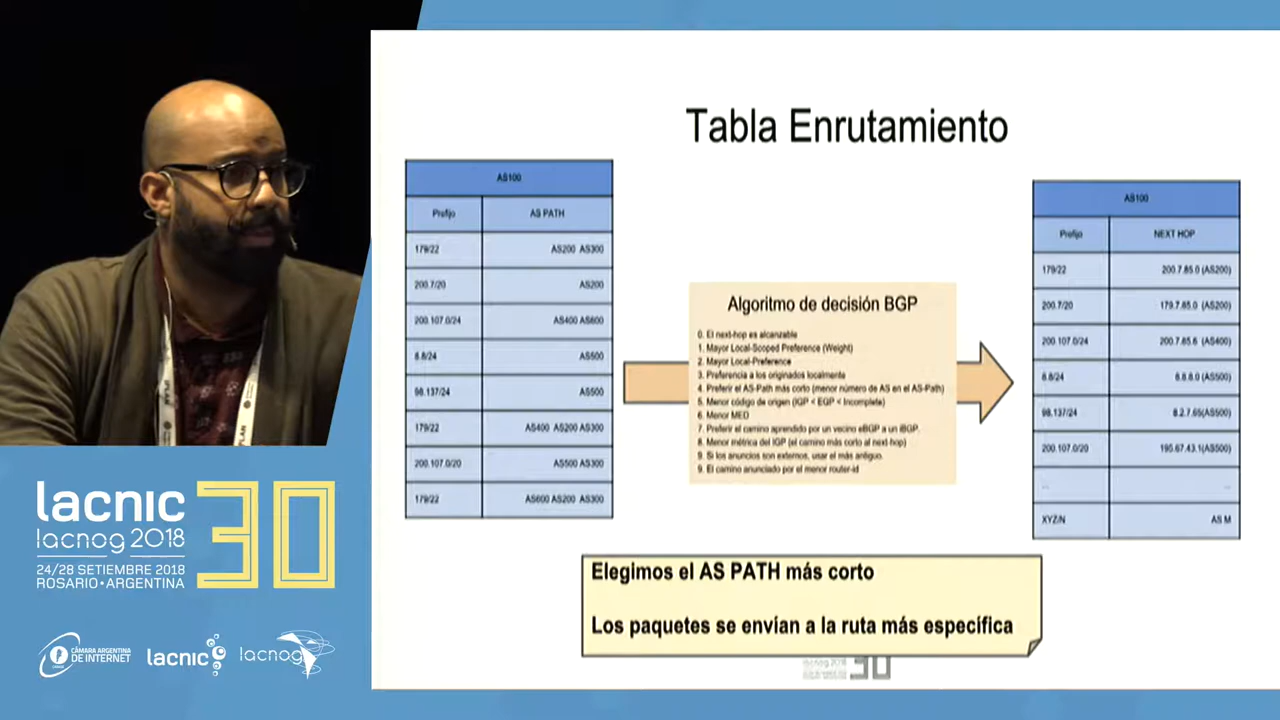 Tabla Enrutamiento
AS100
Prefijo AS PATH
179/22 AS200 AS300
200.7/20 AS200
200.107.0/24 AS400 AS600
8.8/24 AS500
98.137/24 AS500
179/22 AS400 AS200 AS300
200.107.0/20 AS500 AS300
179/22 AS600 AS200 AS300
Algoritmo de decisión BGP
0. El next-hop es alcanzable
1. Mayor Local-Scoped Preference (Weight)
2. Mayor Local-Preference
3. Preferencia a los originados localmente
4. Preferir el AS-Path más corto (menor número de AS en el AS-Path)
5. Menor código de origen (IGP < EGP < Incomplete)
6. Menor MED
7. Preferir el camino aprendido por un vecino eBGP a un iBGP.
8. Menor métrica del IGP (el camino más corto al next-hop)
9. Si los anuncios son externos, usar el más antiguo.
9. El camino anunciado por el menor router-id
AS100
Prefijo NEXT HOP
179/22 200.7.85.0 (AS200)
200.7/20 179.7.85.0 (AS200)
200.107.0/24 200.7.85.6 (AS400)
8.8/24 8.8.8.0 (AS500)
98.137/24 8.2.7.65(AS500)
200.107.0/20 195.67.43.1(AS500)
... ...
XYZ/N AS M
Elegimos el AS PATH más corto
Los paquetes se envían a la ruta más específica
lacnog 2018
30
lacnic 30
lacnog 2018
24/28 SETIEMBRE 2018
ROSARIO • ARGENTINA
CÁMARA ARGENTINA
DE INTERNET
lacnic
lacnog